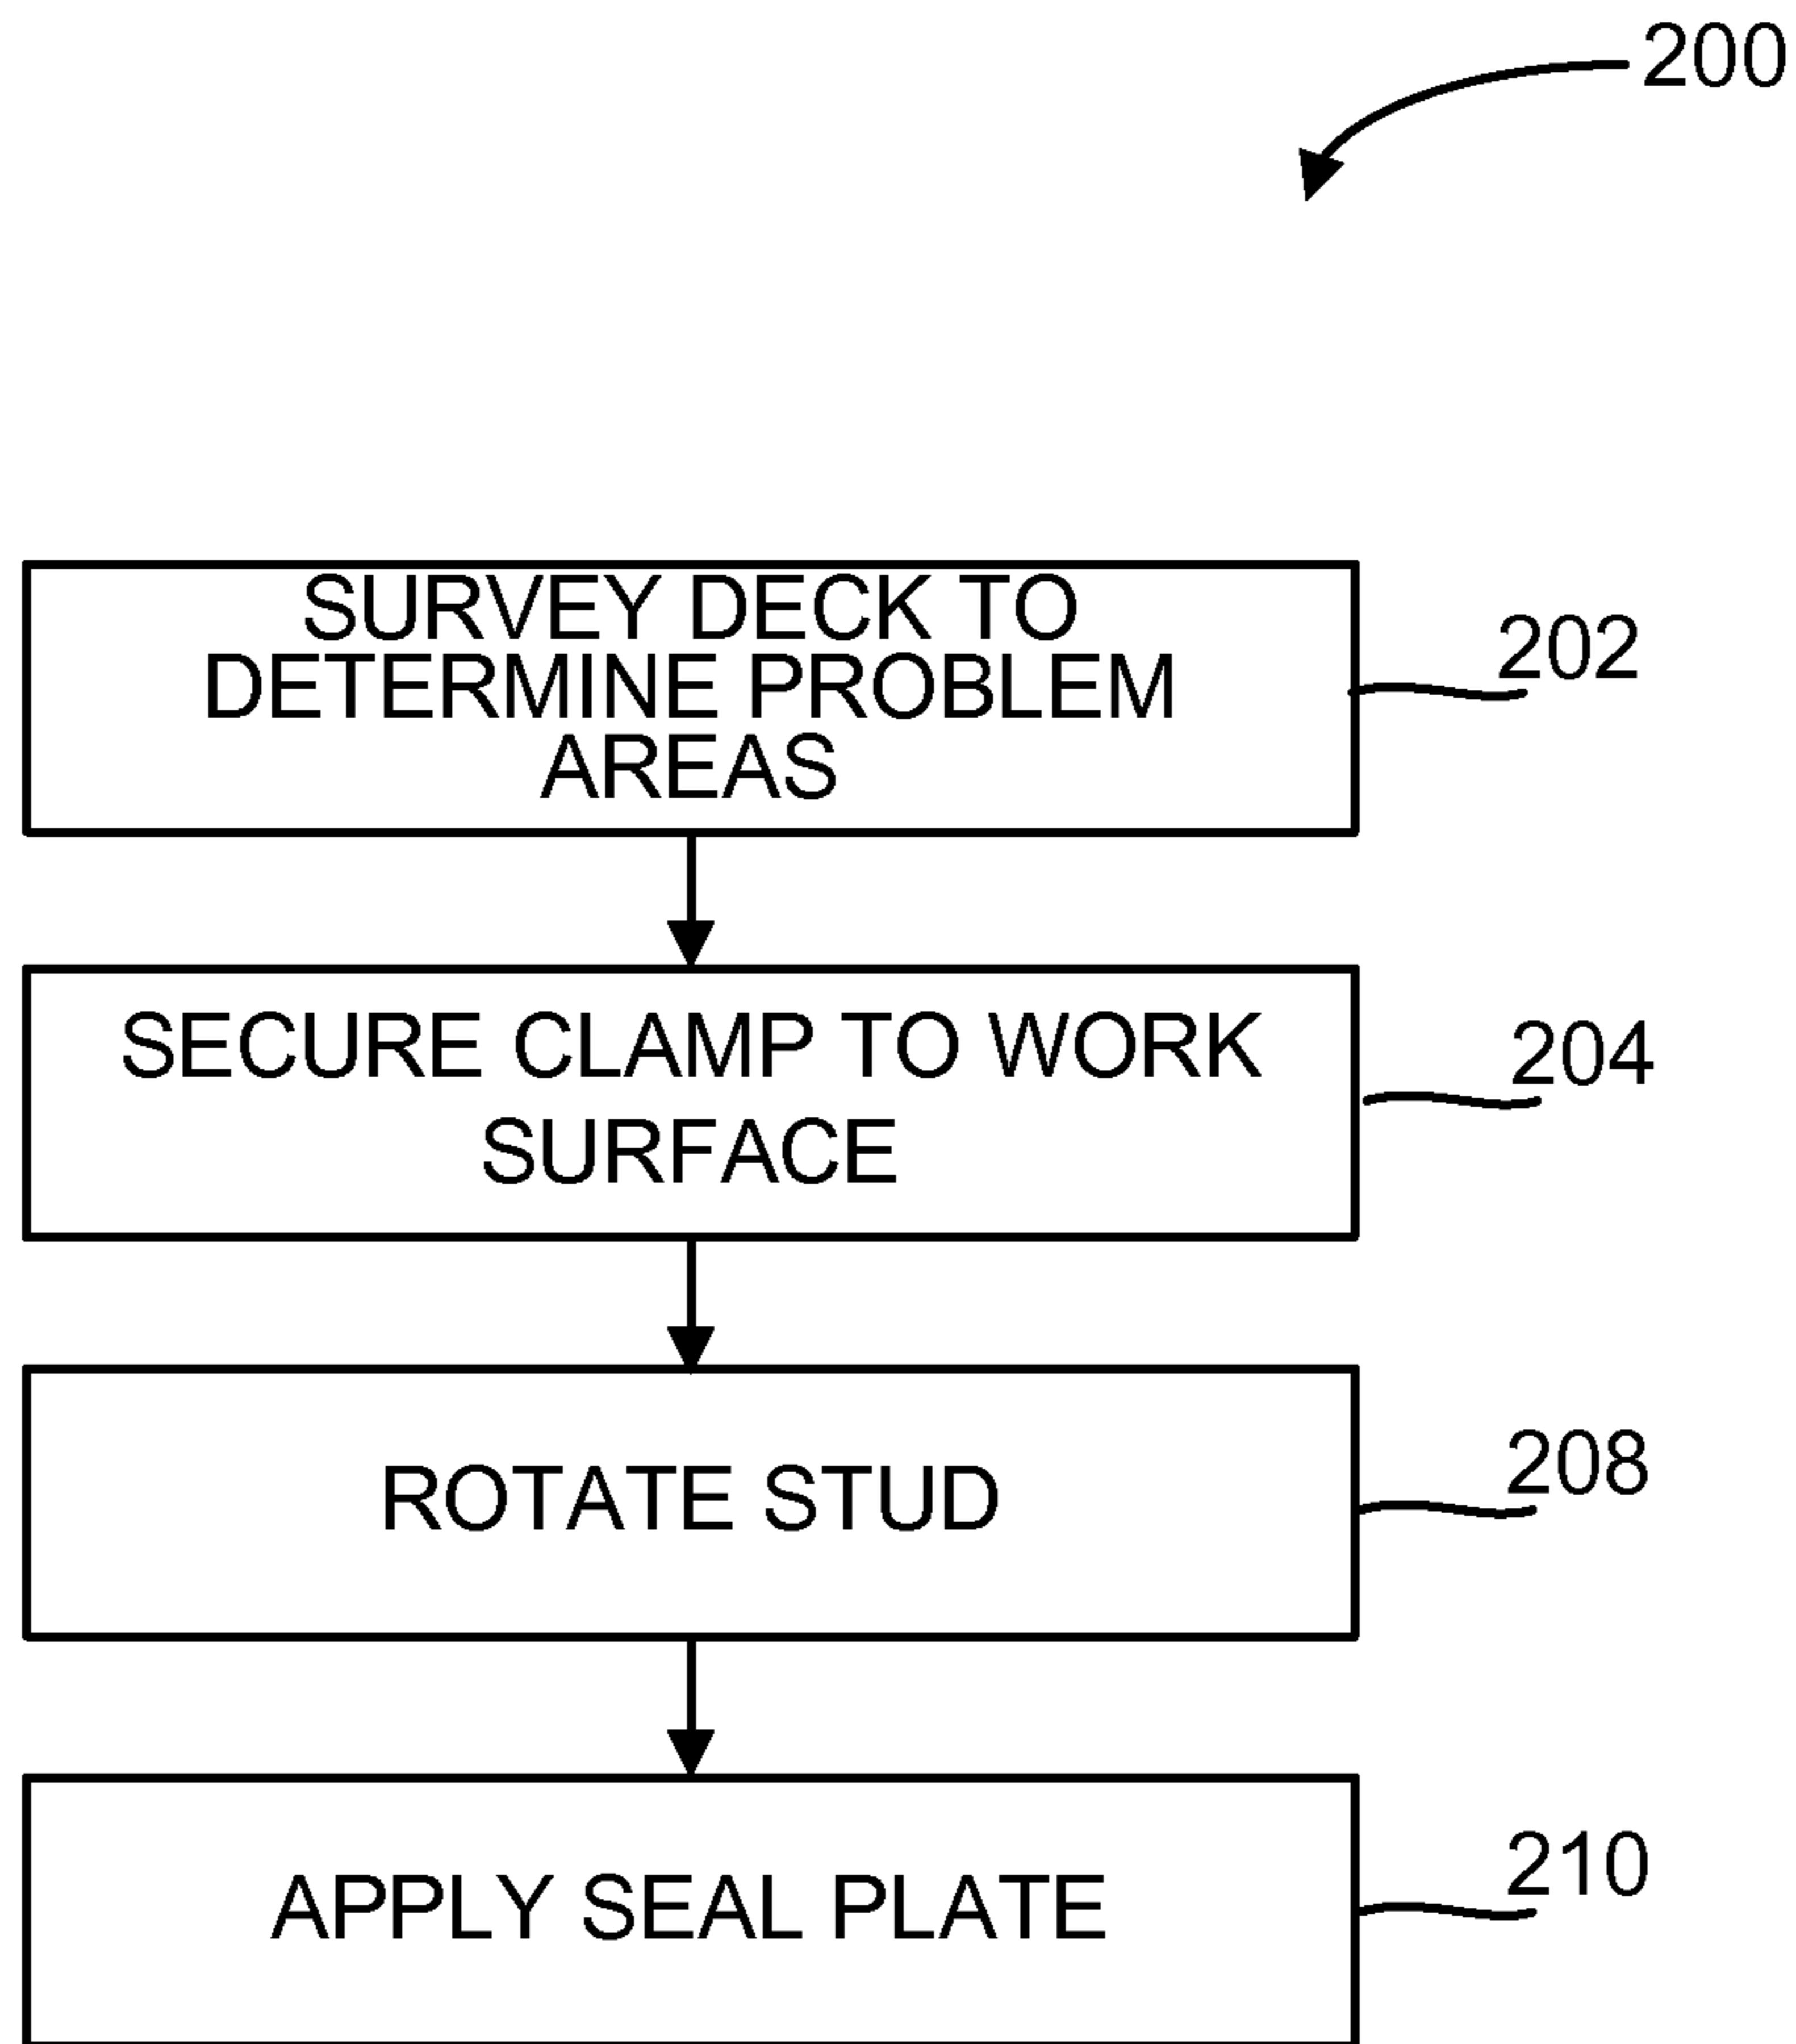 200
SURVEY DECK TO
DETERMINE PROBLEM
AREAS
202
SECURE CLAMP TO WORK
SURFACE
204
ROTATE STUD
208
APPLY SEAL PLATE
210